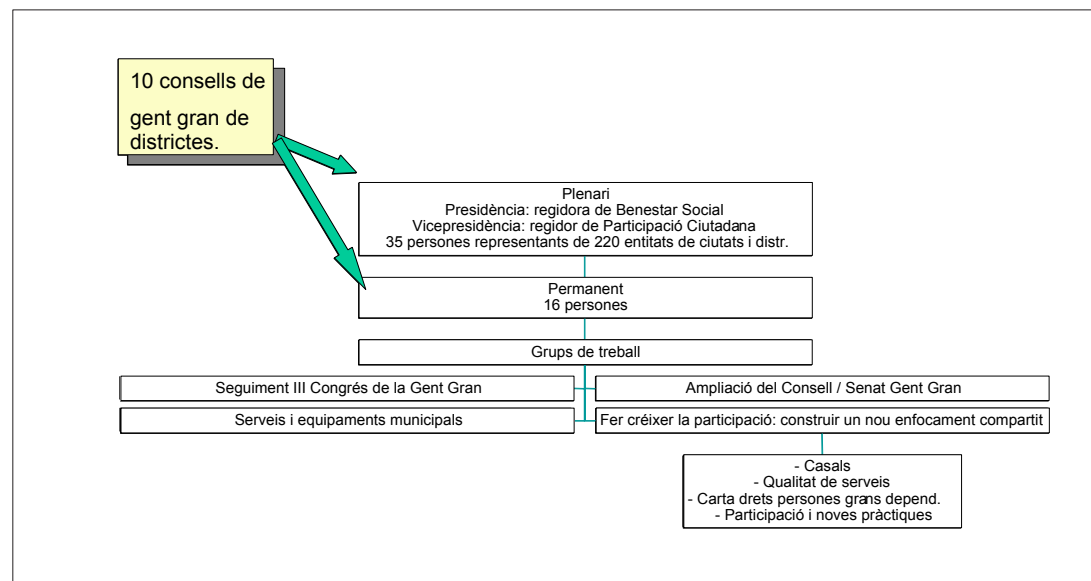 10 consells de
gent gran de
districtes.
Plenari
Presidència: regidora de Benestar Social
Vicepresidència: regidor de Participació Ciutadana
35 persones representants de 220 entitats de ciutats i distr.
Permanent
16 persones
Grups de treball
Seguiment III Congrés de la Gent Gran
Ampliació del Consell / Senat Gent Gran
Serveis i equipaments municipals
Fer créixer la participació: construir un nou enfocament compartit
- Casals
- Qualitat de serveis
- Carta drets persones grans depend.
- Participació i noves pràctiques